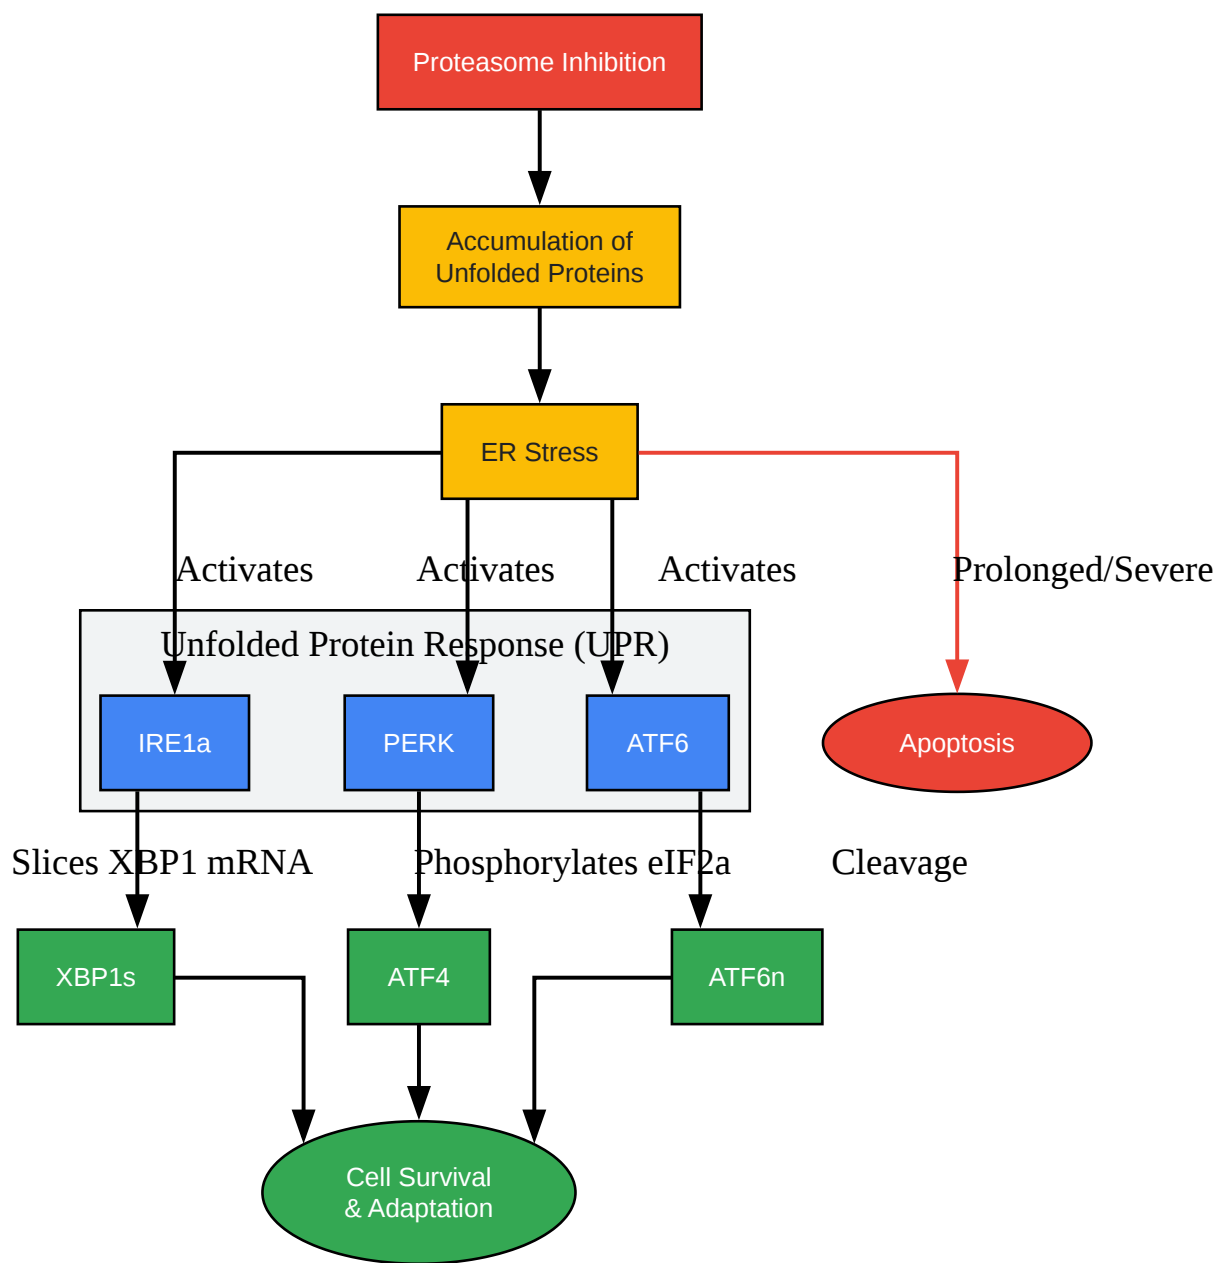 Proteasome Inhibition
Accumulation of
Unfolded Proteins
ER Stress
Activates
Activates
Activates
Prolonged/Severe
Unfolded Protein Response (UPR)
IRE1a
PERK
ATF6
Apoptosis
Slices XBP1 mRNA
Phosphorylates eIF2a
Cleavage
XBP1s
ATF4
ATF6n
Cell Survival
& Adaptation